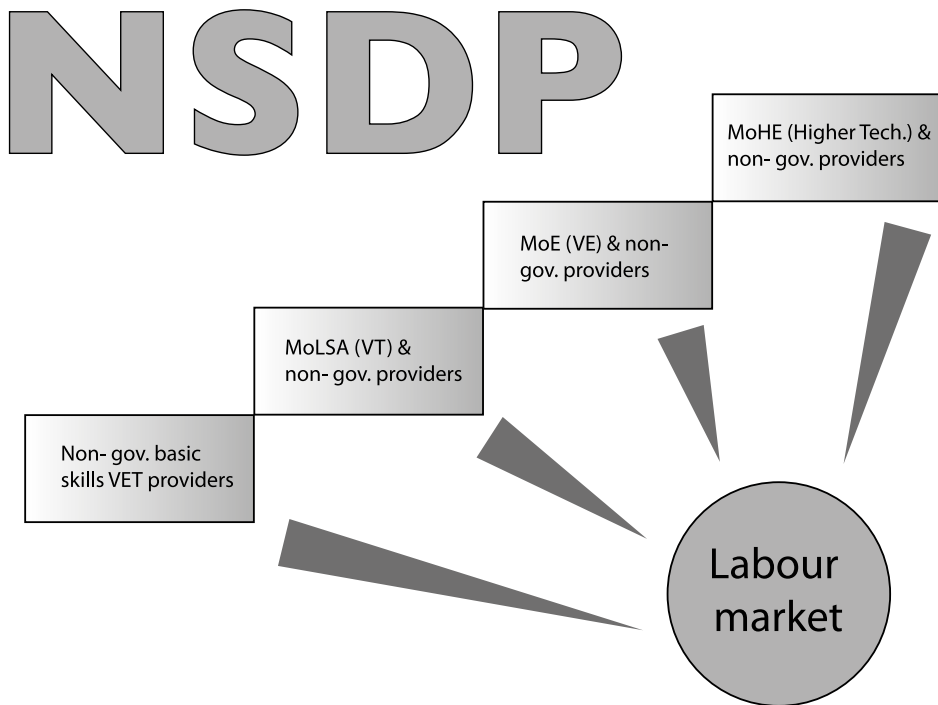 NSDP
MoHE (Higher Tech.) &
non- gov. providers
MoE (VE) & non-
gov. providers
MoLSA (VT) &
non- gov. providers
Non- gov. basic
skills VET providers
Labour
market